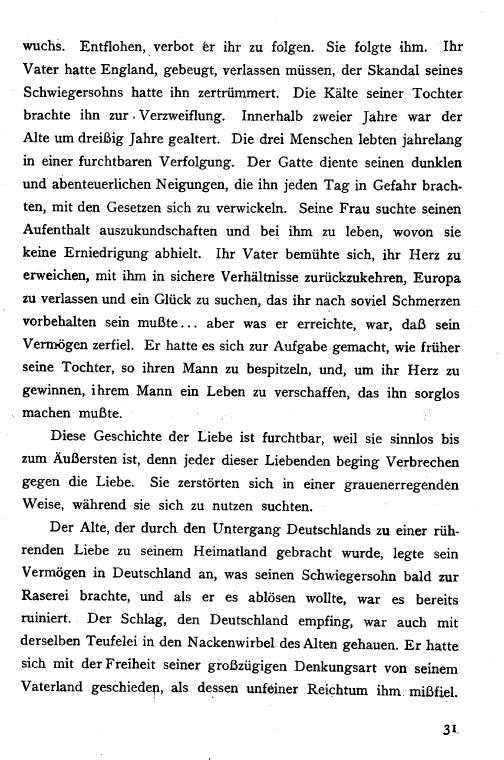 wuchs. Entflohen, verbot er ihr zu folgen. Sie folgte ihm. Ihr
Vater hatte England, gebeugt, verlassen müssen, der Skandal seines
Schwiegersohns hatte ihn zertrümmert. Die Kälte seiner Tochter
brachte ihn zur Verzweiflung. Innerhalb zweier Jahre war der
Alte um dreißig Jahre gealtert. Die drei Menschen lebten jahrelang
in einer furchtbaren Verfolgung. Der Gatte diente seinen dunklen
und abenteuerlichen Neigungen, die ihn jeden Tag in Gefahr brach-
ten, mit den Gesetzen sich zu verwickeln. Seine Frau suchte seinen
Aufenthalt auszukundschaften und bei ihm zu leben, wovon sie
keine Erniedrigung abhielt. Ihr Vater bemühte sich, ihr Herz zu
erweichen, mit ihm in sichere Verhältnisse zurückzukehren, Europa
zu verlassen und ein Glück zu suchen, das ihr nach soviel Schmerzen
vorbehalten sein mußte... aber was er erreichte, war, daß sein
Vermögen zerfiel. Er hatte es sich zur Aufgabe gemacht, wie früher
seine Tochter, so ihren Mann zu bespitzeln, und, um ihr Herz zu
gewinnen, ihrem Mann ein Leben zu verschaffen, das ihn sorglos
machen mußte.
Diese Geschichte der Liebe ist furchtbar, weil sie sinnlos bis
zum Äußersten ist, denn jeder dieser Liebenden beging Verbrechen
gegen die Liebe. Sie zerstörten sich in einer grauenerregenden
Weise, während sie sich zu nutzen suchten.
Der Alte, der durch den Untergang Deutschlands zu einer rüh-
renden Liebe zu seinem Heimatland gebracht wurde, legte sein
Vermögen in Deutschland an, was seinen Schwiegersohn bald zur
Raserei brachte, und als er es ablösen wollte, war es bereits
ruiniert. Der Schlag, den Deutschland empfing, war auch mit
derselben Teufelei in den Nackenwirbel des Alten gehauen. Er hatte
sich mit der Freiheit seiner großzügigen Denkungsart von seinem
Vaterland geschieden, als dessen unfeiner Reichtum ihm mißfiel.
31